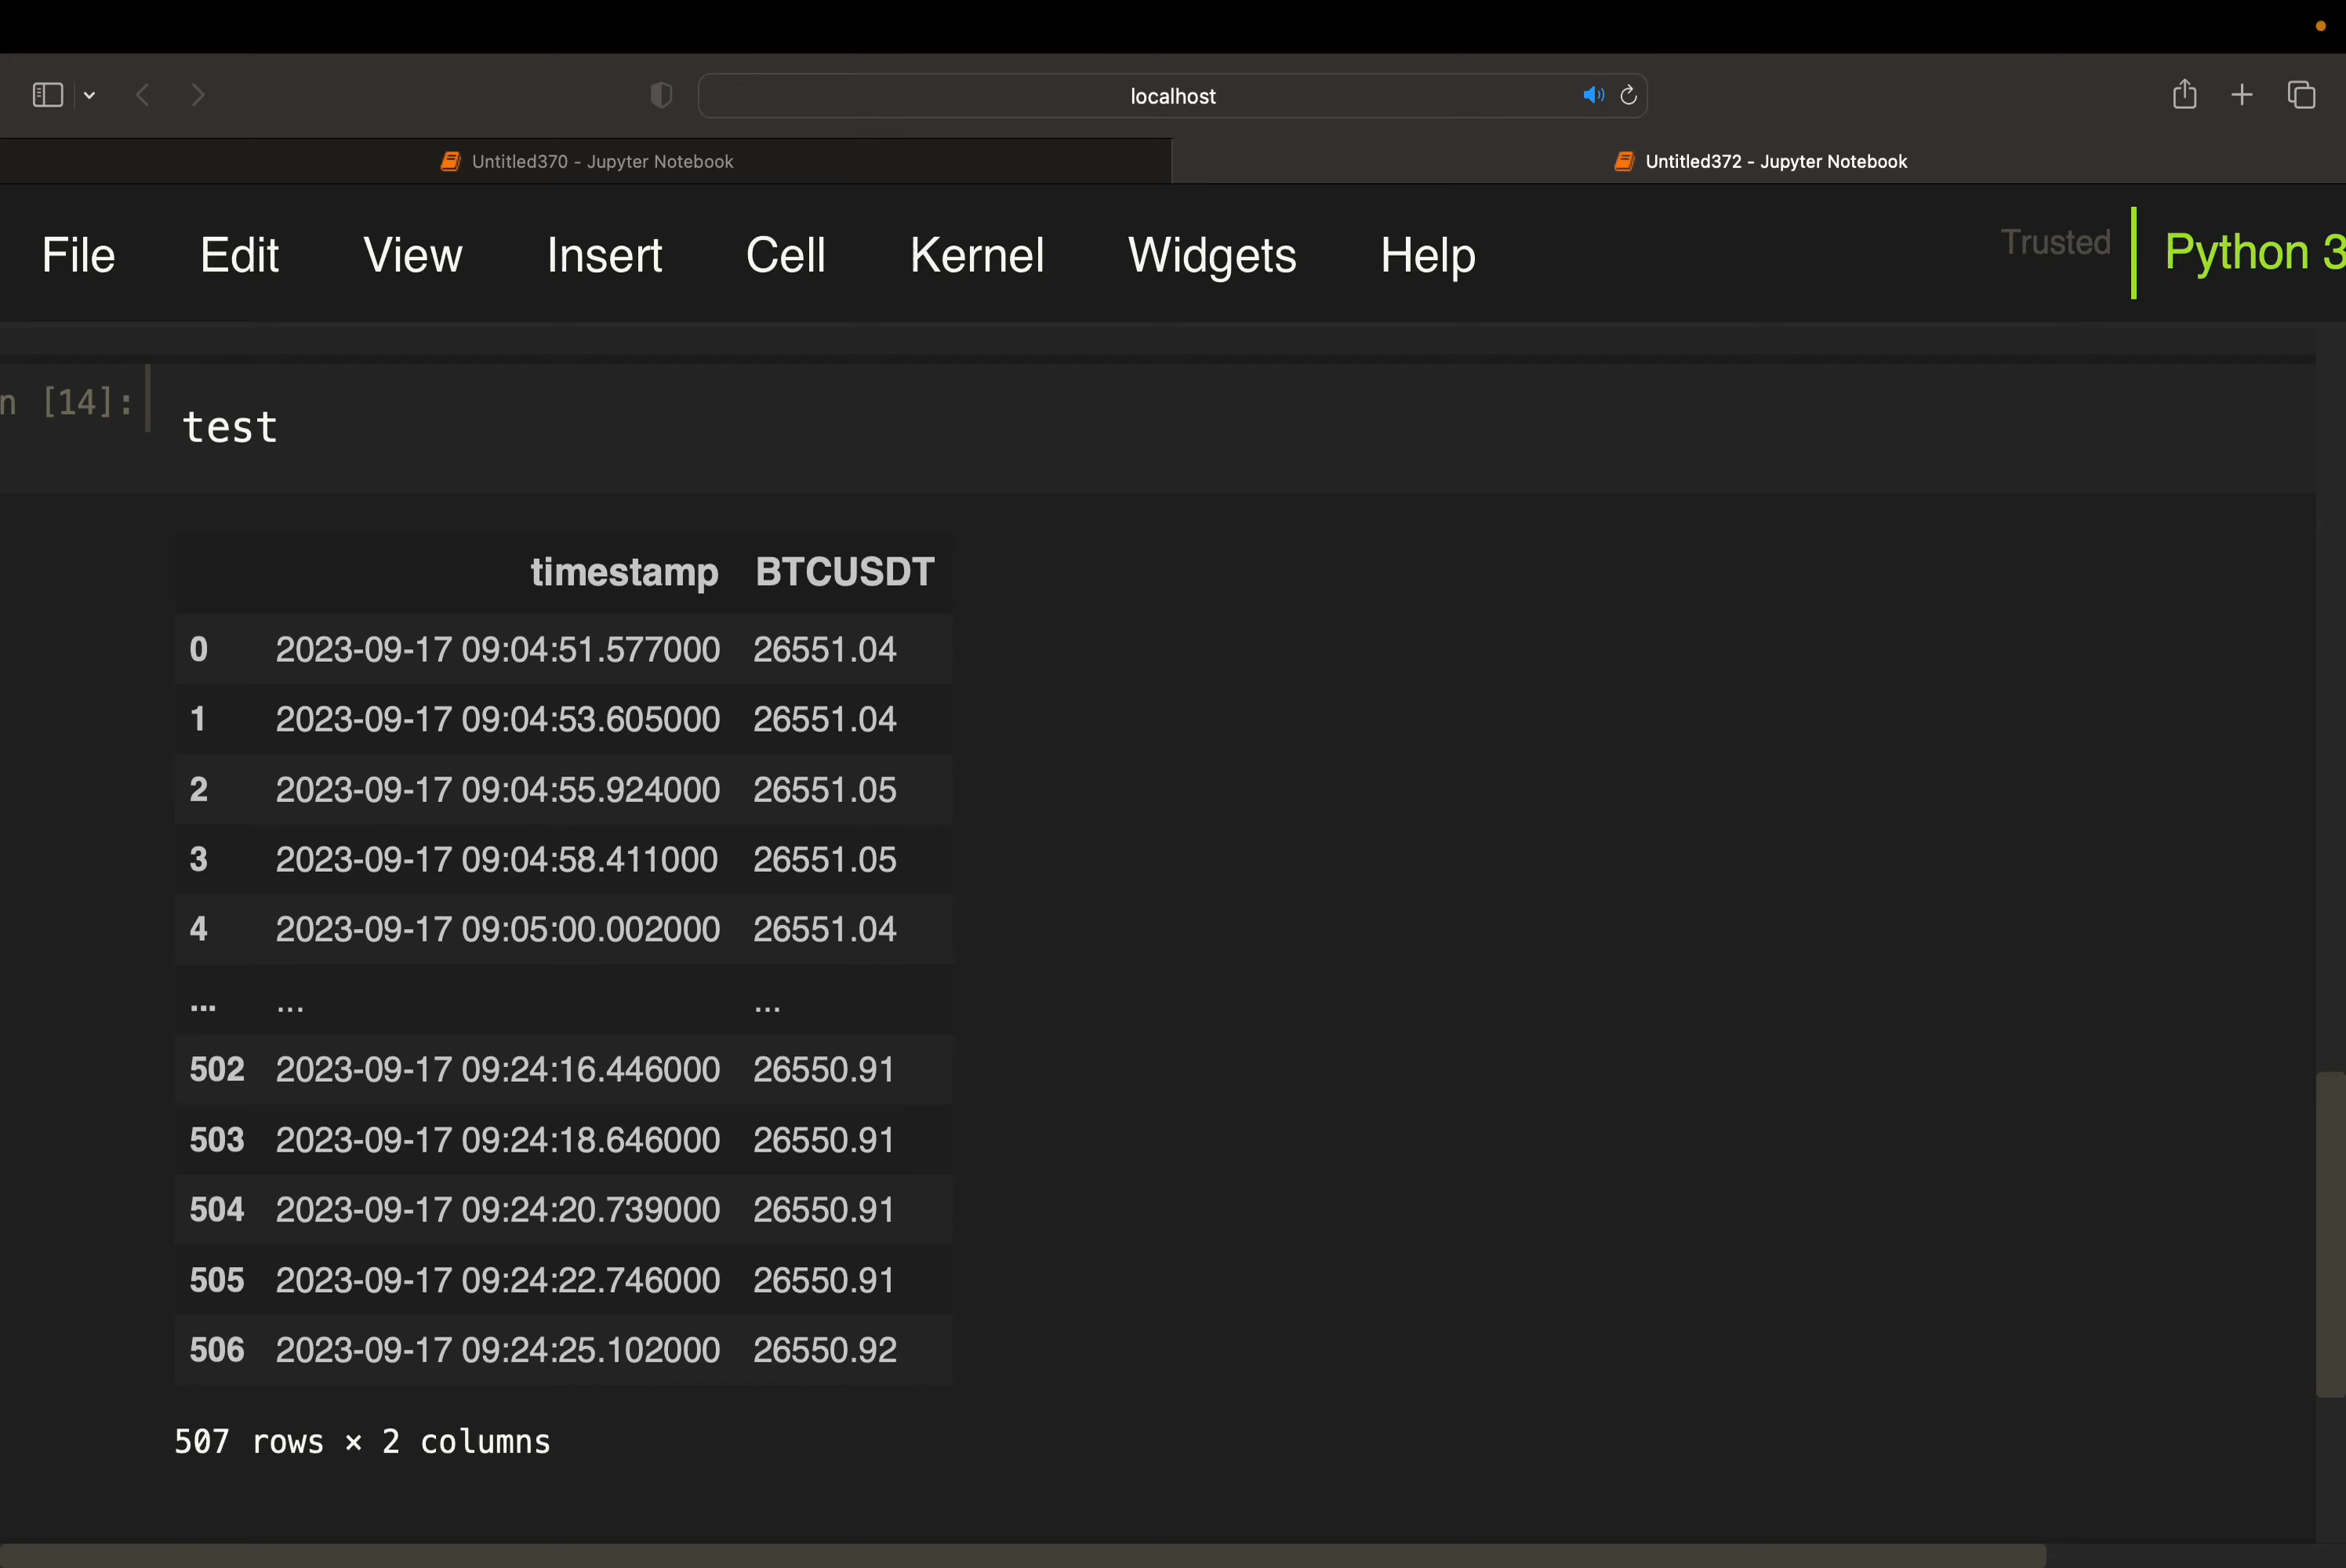 localhost
Untitled370 - Jupyter Notebook
Untitled372 - Jupyter Notebook
File Edit View Insert Cell Kernel Widgets Help Trusted Python 3
n [14]: test
timestamp BTCUSDT
0 2023-09-17 09:04:51.577000 26551.04
1 2023-09-17 09:04:53.605000 26551.04
2 2023-09-17 09:04:55.924000 26551.05
3 2023-09-17 09:04:58.411000 26551.05
4 2023-09-17 09:05:00.002000 26551.04
... ... ...
502 2023-09-17 09:24:16.446000 26550.91
503 2023-09-17 09:24:18.646000 26550.91
504 2023-09-17 09:24:20.739000 26550.91
505 2023-09-17 09:24:22.746000 26550.91
506 2023-09-17 09:24:25.102000 26550.92
507 rows × 2 columns